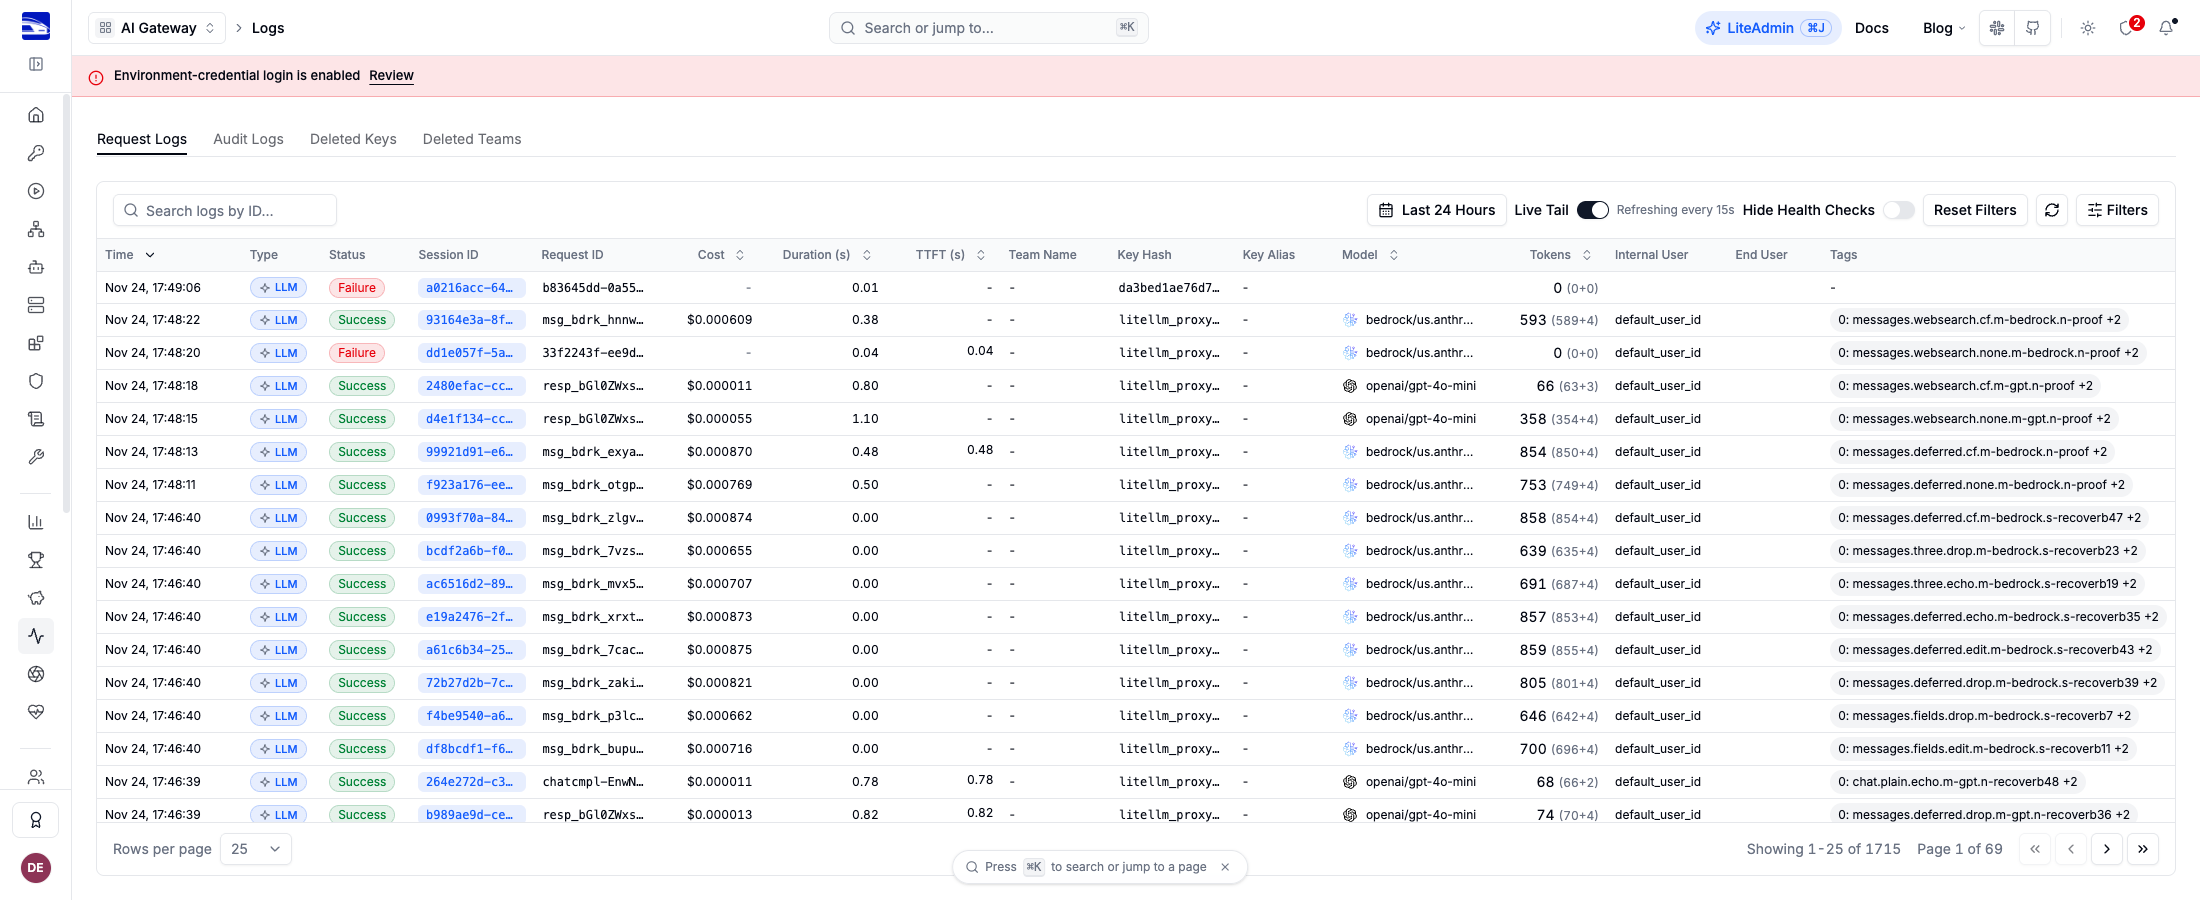 AI Gateway > Logs Search or jump to... ⌘K LiteAdmin ⌘J Docs Blog 2
Environment-credential login is enabled Review
Request Logs Audit Logs Deleted Keys Deleted Teams
Search logs by ID... Last 24 Hours Live Tail Refreshing every 15s Hide Health Checks Reset Filters Filters
Time Type Status Session ID Request ID Cost Duration (s) TTFT (s) Team Name Key Hash Key Alias Model Tokens Internal User End User Tags
Nov 24, 17:49:06 LLM Failure a0216acc-64… b83645dd-0a55… - 0.01 - - da3bed1ae76d7… - 0 (0+0) -
Nov 24, 17:48:22 LLM Success 93164e3a-8f… msg_bdrk_hnnw… $0.000609 0.38 - - litellm_proxy… - bedrock/us.anthr… 593 (589+4) default_user_id 0: messages.websearch.cf.m-bedrock.n-proof +2
Nov 24, 17:48:20 LLM Failure dd1e057f-5a… 33f2243f-ee9d… - 0.04 0.04 - litellm_proxy… - bedrock/us.anthr… 0 (0+0) default_user_id 0: messages.websearch.none.m-bedrock.n-proof +2
Nov 24, 17:48:18 LLM Success 2480efac-cc… resp_bGl0ZWxs… $0.000011 0.80 - - litellm_proxy… - openai/gpt-4o-mini 66 (63+3) default_user_id 0: messages.websearch.cf.m-gpt.n-proof +2
Nov 24, 17:48:15 LLM Success d4e1f134-cc… resp_bGl0ZWxs… $0.000055 1.10 - - litellm_proxy… - openai/gpt-4o-mini 358 (354+4) default_user_id 0: messages.websearch.none.m-gpt.n-proof +2
Nov 24, 17:48:13 LLM Success 99921d91-e6… msg_bdrk_exya… $0.000870 0.48 0.48 - litellm_proxy… - bedrock/us.anthr… 854 (850+4) default_user_id 0: messages.deferred.cf.m-bedrock.n-proof +2
Nov 24, 17:48:11 LLM Success f923a176-ee… msg_bdrk_otgp… $0.000769 0.50 - - litellm_proxy… - bedrock/us.anthr… 753 (749+4) default_user_id 0: messages.deferred.none.m-bedrock.n-proof +2
Nov 24, 17:46:40 LLM Success 0993f70a-84… msg_bdrk_zlgv… $0.000874 0.00 - - litellm_proxy… - bedrock/us.anthr… 858 (854+4) default_user_id 0: messages.deferred.cf.m-bedrock.s-recoverb47 +2
Nov 24, 17:46:40 LLM Success bcdf2a6b-f0… msg_bdrk_7vzs… $0.000655 0.00 - - litellm_proxy… - bedrock/us.anthr… 639 (635+4) default_user_id 0: messages.three.drop.m-bedrock.s-recoverb23 +2
Nov 24, 17:46:40 LLM Success ac6516d2-89… msg_bdrk_mvx5… $0.000707 0.00 - - litellm_proxy… - bedrock/us.anthr… 691 (687+4) default_user_id 0: messages.three.echo.m-bedrock.s-recoverb19 +2
Nov 24, 17:46:40 LLM Success e19a2476-2f… msg_bdrk_xrxt… $0.000873 0.00 - - litellm_proxy… - bedrock/us.anthr… 857 (853+4) default_user_id 0: messages.deferred.echo.m-bedrock.s-recoverb35 +2
Nov 24, 17:46:40 LLM Success a61c6b34-25… msg_bdrk_7cac… $0.000875 0.00 - - litellm_proxy… - bedrock/us.anthr… 859 (855+4) default_user_id 0: messages.deferred.edit.m-bedrock.s-recoverb43 +2
Nov 24, 17:46:40 LLM Success 72b27d2b-7c… msg_bdrk_zaki… $0.000821 0.00 - - litellm_proxy… - bedrock/us.anthr… 805 (801+4) default_user_id 0: messages.deferred.drop.m-bedrock.s-recoverb39 +2
Nov 24, 17:46:40 LLM Success f4be9540-a6… msg_bdrk_p3lc… $0.000662 0.00 - - litellm_proxy… - bedrock/us.anthr… 646 (642+4) default_user_id 0: messages.fields.drop.m-bedrock.s-recoverb7 +2
Nov 24, 17:46:40 LLM Success df8bcdf1-f6… msg_bdrk_bupu… $0.000716 0.00 - - litellm_proxy… - bedrock/us.anthr… 700 (696+4) default_user_id 0: messages.fields.edit.m-bedrock.s-recoverb11 +2
Nov 24, 17:46:39 LLM Success 264e272d-c3… chatcmpl-EnwN… $0.000011 0.78 0.78 - litellm_proxy… - openai/gpt-4o-mini 68 (66+2) default_user_id 0: chat.plain.echo.m-gpt.n-recoverb48 +2
Nov 24, 17:46:39 LLM Success b989ae9d-ce… resp_bGl0ZWxs… $0.000013 0.82 0.82 - litellm_proxy… - openai/gpt-4o-mini 74 (70+4) default_user_id 0: messages.deferred.drop.m-gpt.n-recoverb36 +2
Rows per page 25 Showing 1-25 of 1715 Page 1 of 69
Press ⌘K to search or jump to a page
DE